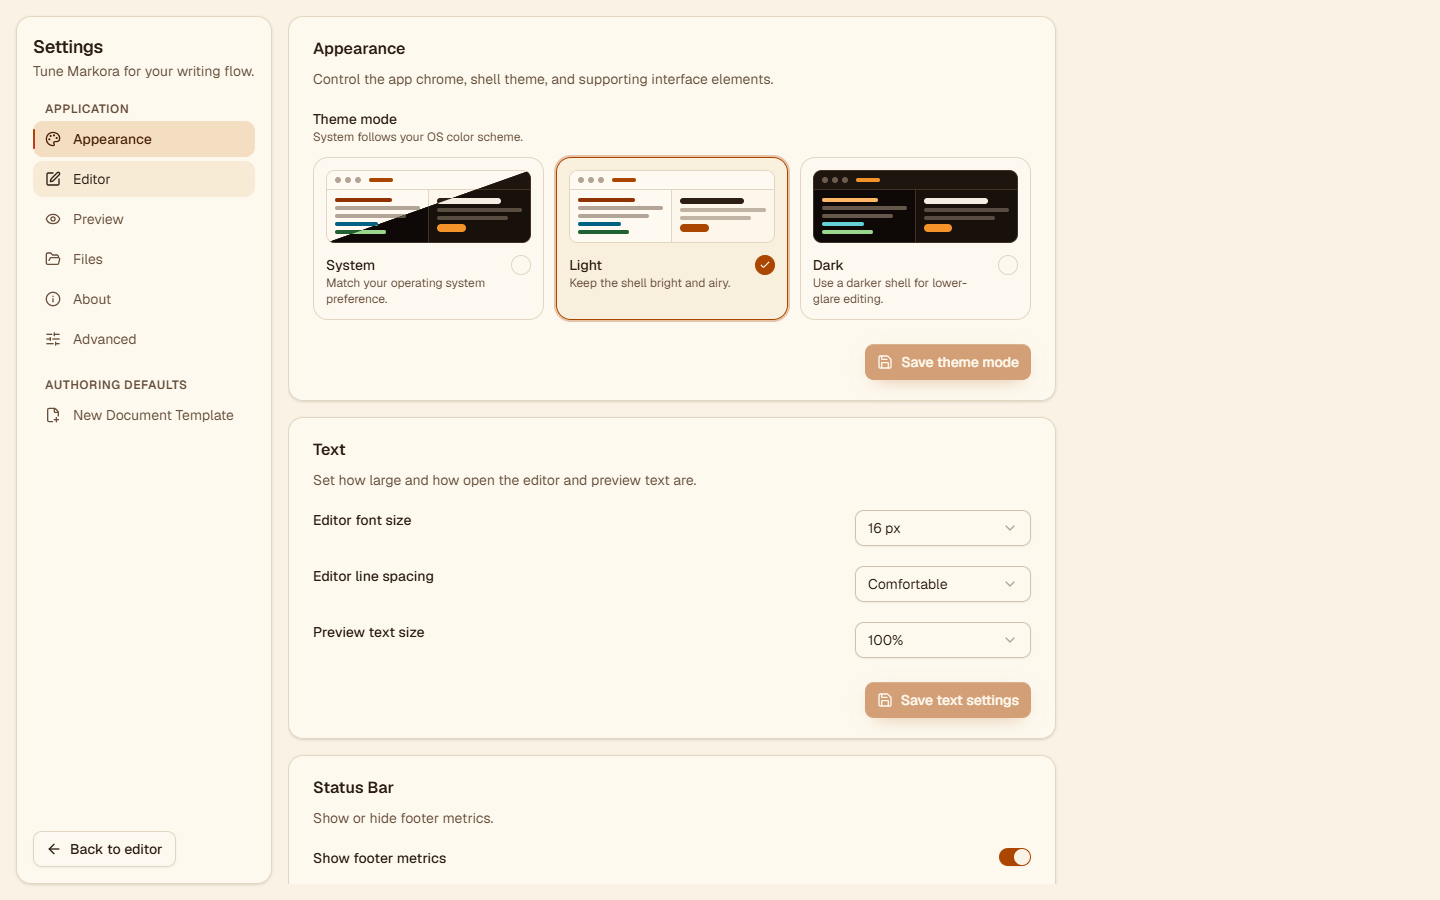 Settings
Tune Markora for your writing flow.
APPLICATION
Appearance
Editor
Preview
Files
About
Advanced
AUTHORING DEFAULTS
New Document Template
Back to editor
Appearance
Control the app chrome, shell theme, and supporting interface elements.
Theme mode
System follows your OS color scheme.
System
Match your operating system
preference.
Light
Keep the shell bright and airy.
Dark
Use a darker shell for lower-
glare editing.
Save theme mode
Text
Set how large and how open the editor and preview text are.
Editor font size
16 px
Editor line spacing
Comfortable
Preview text size
100%
Save text settings
Status Bar
Show or hide footer metrics.
Show footer metrics